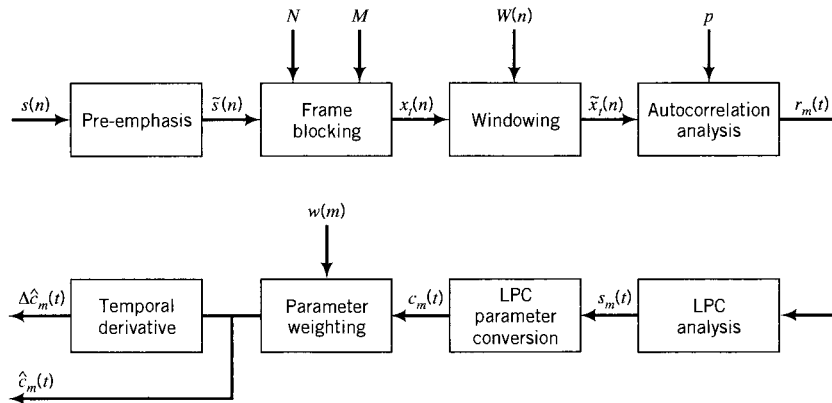 N M W(n) p
s(n) Pre-emphasis s̃(n) Frame blocking x_t(n) Windowing x̃_t(n) Autocorrelation analysis r_m(t)
w(m)
Δĉ_m(t) Temporal derivative Parameter weighting c_m(t) LPC parameter conversion s_m(t) LPC analysis
ĉ_m(t)